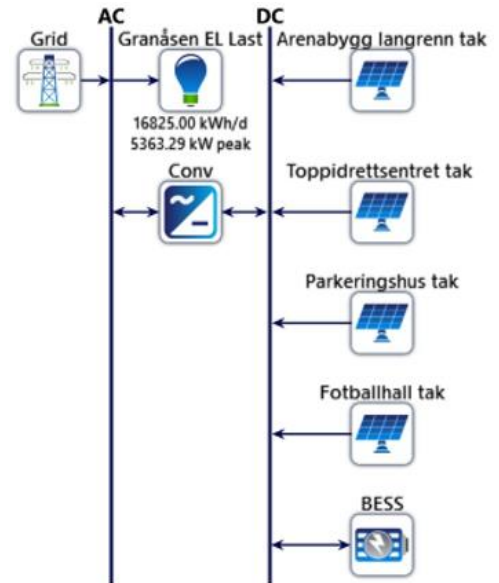 AC DC
Grid Granåsen EL Last Arenabygg langrenn tak
16825.00 kWh/d
5363.29 kW peak
Conv Toppidrettsentret tak
Parkeringshus tak
Fotballhall tak
BESS